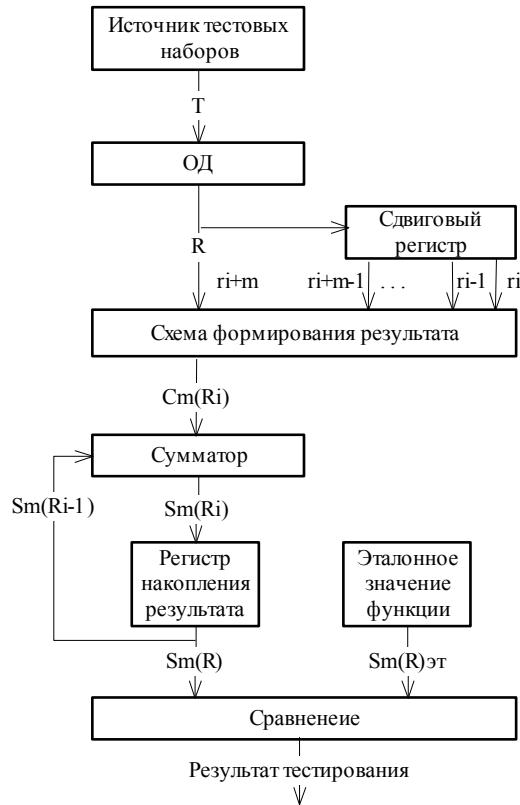 Источник тестовых
наборов
T
ОД
R
Сдвиговый
регистр
ri+m
ri+m-1
. . .
ri-1
ri
Схема формирования результата
Cm(Ri)
Сумматор
Sm(Ri-1)
Sm(Ri)
Регистр
накопления
результата
Эталонное
значение
функции
Sm(R)
Sm(R)эт
Сравненеие
Результат тестирования